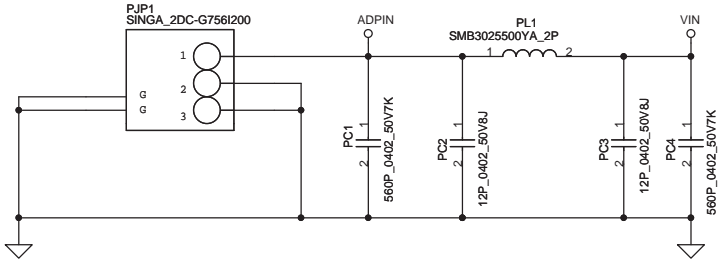 PJP1
SINGA_2DC-G756I200
ADPIN
PL1
SMB3025500YA_2P
VIN
1
1
2
2
G
G
3
PC1
1
2
560P_0402_50V7K
PC2
1
2
12P_0402_50V8J
PC3
1
2
12P_0402_50V8J
PC4
1
2
560P_0402_50V7K